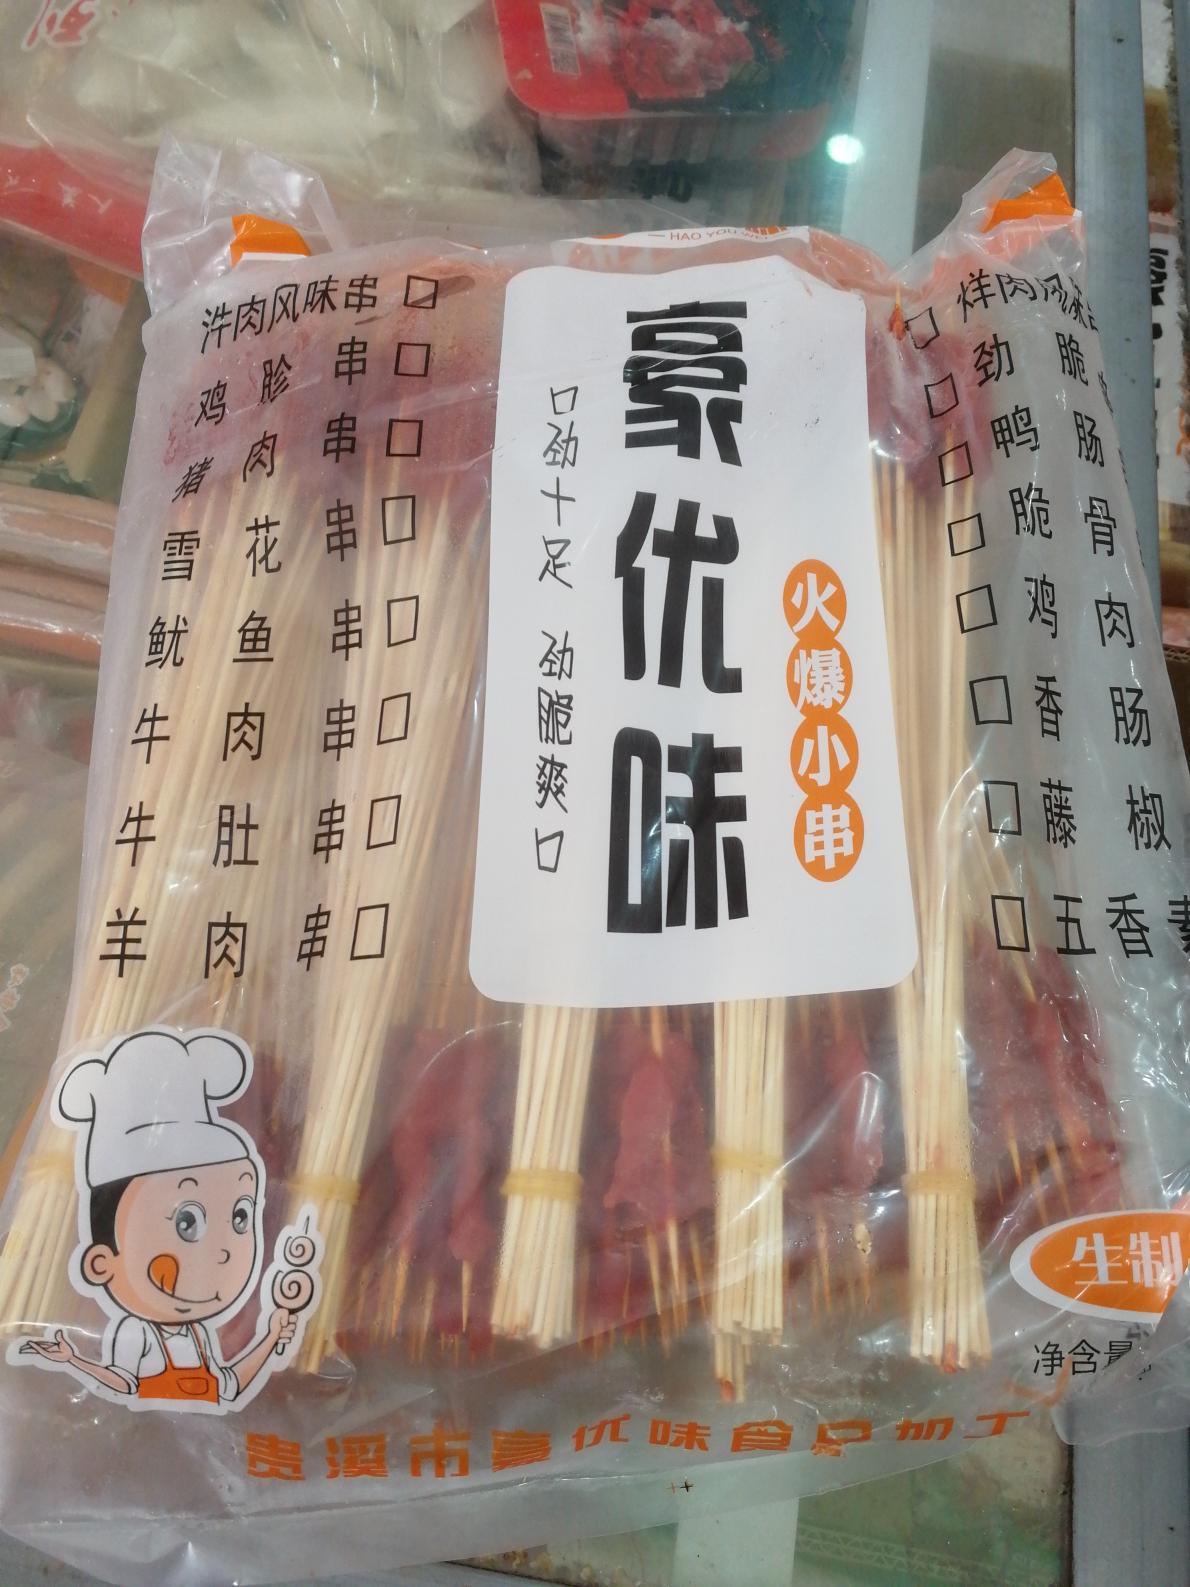 HAO YOU WEI
汼肉风味串□
鸡胗串□
猪肉串□
雪花串□
鱿鱼串□
牛肉串□
牛肚串□
羊肉串□
口劲十足 劲脆爽口
豪优味
火爆小串
□烊肉风味
□劲脆
□鸭肠
□脆骨
□鸡肉
□香肠
□藤椒
□五香素
生制
净含量
贵溪市豪优味食品加工